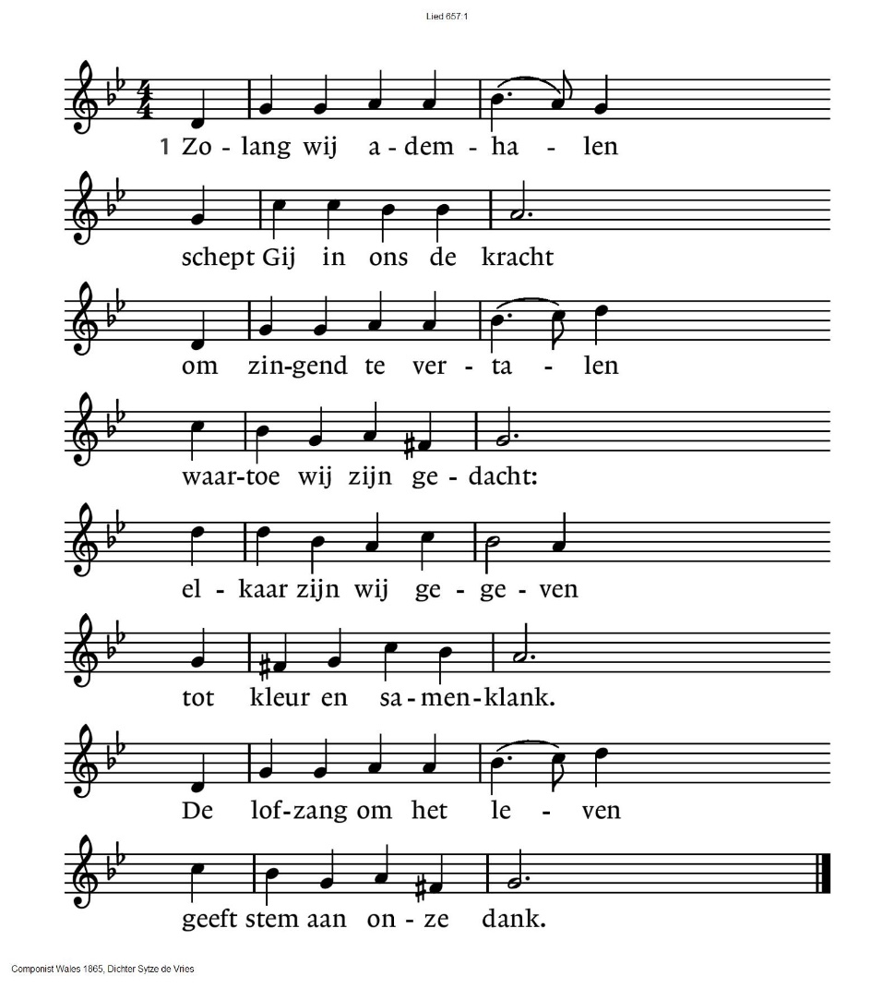 Lied 657:1
4/4
1 Zo - lang wij a - dem - ha - len
schept Gij in ons de kracht
om zin-gend te ver - ta - len
waar-toe wij zijn ge - dacht:
el - kaar zijn wij ge - ge - ven
tot kleur en sa - men-klank.
De lof-zang om het le - ven
geeft stem aan on - ze dank.
Componist Wales 1865, Dichter Sytze de Vries